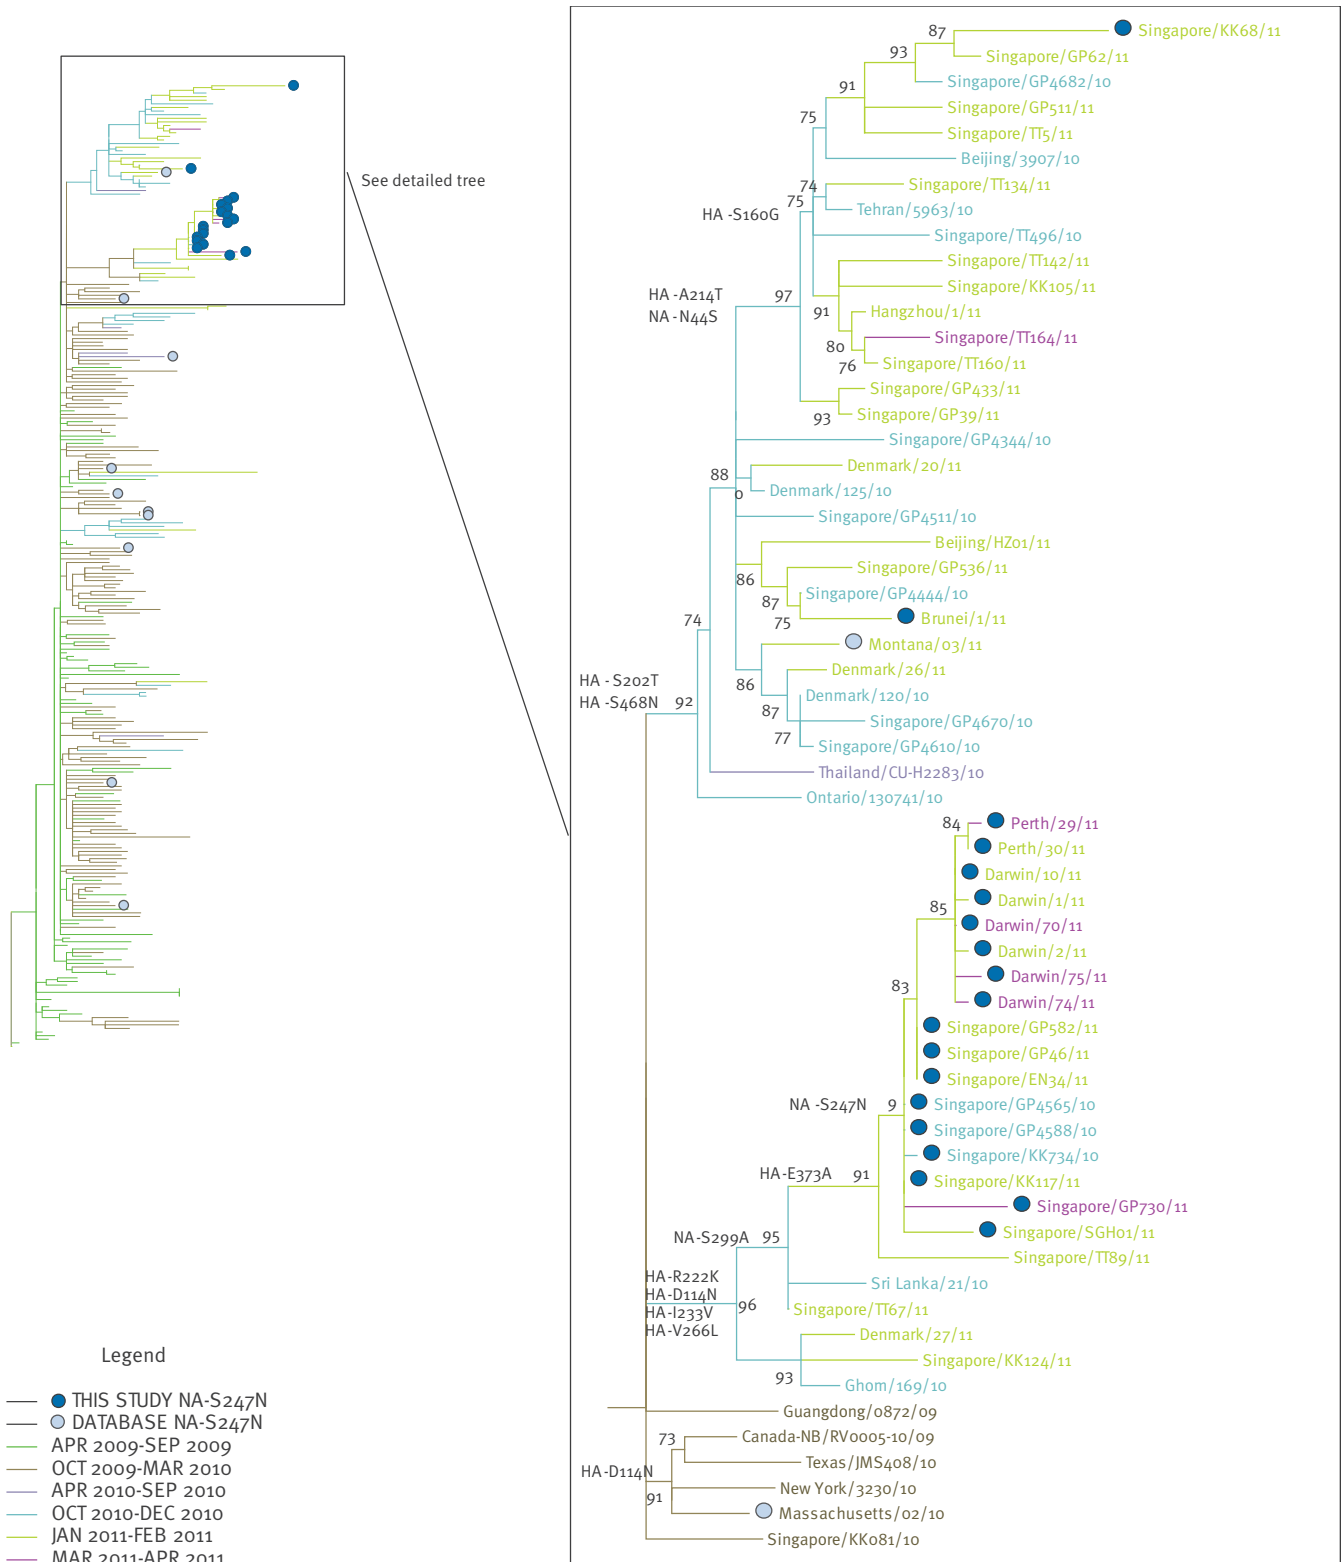 See detailed tree
87
Singapore/KK68/11
93
Singapore/GP62/11
Singapore/GP4682/10
91
Singapore/GP511/11
75
Singapore/TT5/11
Beijing/3907/10
74
Singapore/TT134/11
75
Tehran/5963/10
HA -S160G
Singapore/TT496/10
Singapore/TT142/11
Singapore/KK105/11
HA -A214T
NA -N44S
97
91
Hangzhou/1/11
Singapore/TT164/11
80
76
Singapore/TT160/11
Singapore/GP433/11
93
Singapore/GP39/11
Singapore/GP4344/10
Denmark/20/11
88
0
Denmark/125/10
Singapore/GP4511/10
Beijing/HZ01/11
Singapore/GP536/11
86
Singapore/GP4444/10
87
75
Brunei/1/11
74
Montana/03/11
Denmark/26/11
86
Denmark/120/10
HA - S202T
HA -S468N
92
87
Singapore/GP4670/10
77
Singapore/GP4610/10
Thailand/CU-H2283/10
Ontario/130741/10
84
Perth/29/11
Perth/30/11
Darwin/10/11
85
Darwin/1/11
Darwin/70/11
Darwin/2/11
Darwin/75/11
83
Darwin/74/11
Singapore/GP582/11
Singapore/GP46/11
Singapore/EN34/11
NA -S247N
9
Singapore/GP4565/10
Singapore/GP4588/10
Singapore/KK734/10
HA-E373A
91
Singapore/KK117/11
Singapore/GP730/11
Singapore/SGH01/11
NA-S299A
95
Singapore/TT89/11
HA-R222K
HA-D114N
HA-I233V
HA-V266L
96
Sri Lanka/21/10
Singapore/TT67/11
Denmark/27/11
Singapore/KK124/11
93
Ghom/169/10
Guangdong/0872/09
73
Canada-NB/RV0005-10/09
Texas/JMS408/10
HA-D114N
New York/3230/10
91
Massachusetts/02/10
Singapore/KK081/10
Legend
THIS STUDY NA-S247N
DATABASE NA-S247N
APR 2009-SEP 2009
OCT 2009-MAR 2010
APR 2010-SEP 2010
OCT 2010-DEC 2010
JAN 2011-FEB 2011
MAR 2011-APR 2011